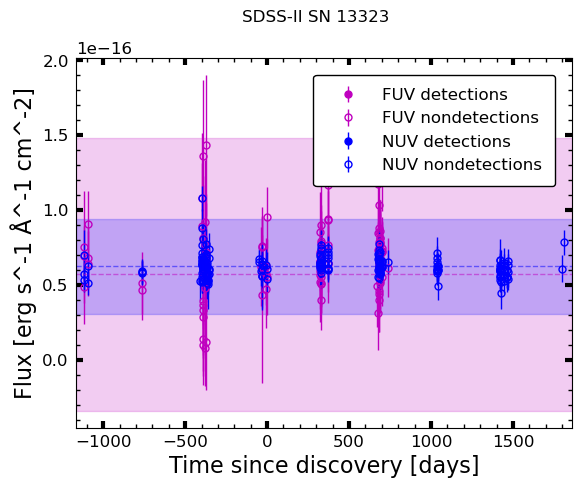 SDSS-II SN 13323
1e−16
2.0
1.5
1.0
0.5
0.0
Flux [erg s^-1 Å^-1 cm^-2]
FUV detections
FUV nondetections
NUV detections
NUV nondetections
−1000 −500 0 500 1000 1500
Time since discovery [days]